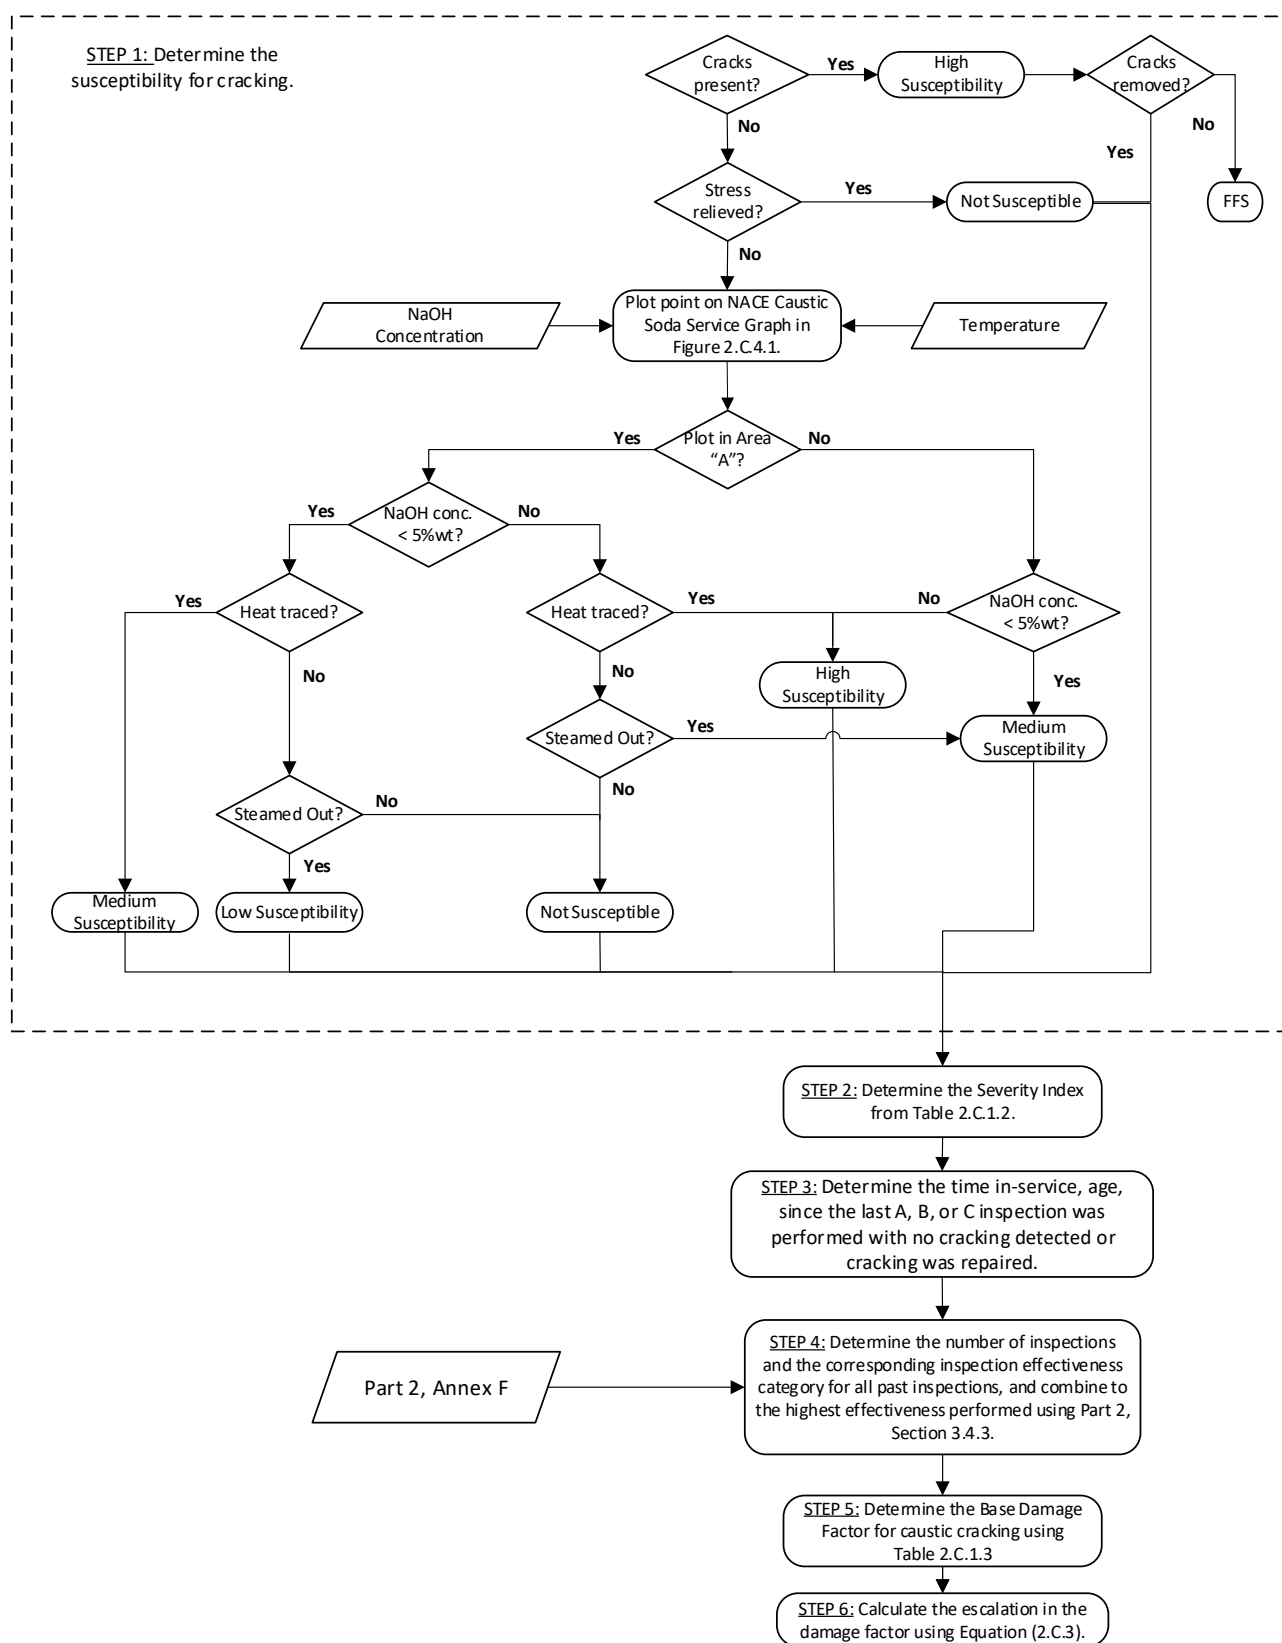 STEP 1: Determine the
susceptibility for cracking.
Cracks
present?
Yes
High
Susceptibility
Cracks
removed?
No
Yes
No
Stress
relieved?
Yes
Not Susceptible
FFS
No
NaOH
Concentration
Plot point on NACE Caustic
Soda Service Graph in
Figure 2.C.4.1.
Temperature
Yes
Plot in Area
“A”?
No
Yes
NaOH conc.
< 5%wt?
No
Yes
Heat traced?
Heat traced?
Yes
No
NaOH conc.
< 5%wt?
No
No
High
Susceptibility
Yes
Steamed Out?
Yes
Medium
Susceptibility
No
Steamed Out?
No
Yes
Medium
Susceptibility
Low Susceptibility
Not Susceptible
STEP 2: Determine the Severity Index
from Table 2.C.1.2.
STEP 3: Determine the time in-service, age,
since the last A, B, or C inspection was
performed with no cracking detected or
cracking was repaired.
Part 2, Annex F
STEP 4: Determine the number of inspections
and the corresponding inspection effectiveness
category for all past inspections, and combine to
the highest effectiveness performed using Part 2,
Section 3.4.3.
STEP 5: Determine the Base Damage
Factor for caustic cracking using
Table 2.C.1.3
STEP 6: Calculate the escalation in the
damage factor using Equation (2.C.3).